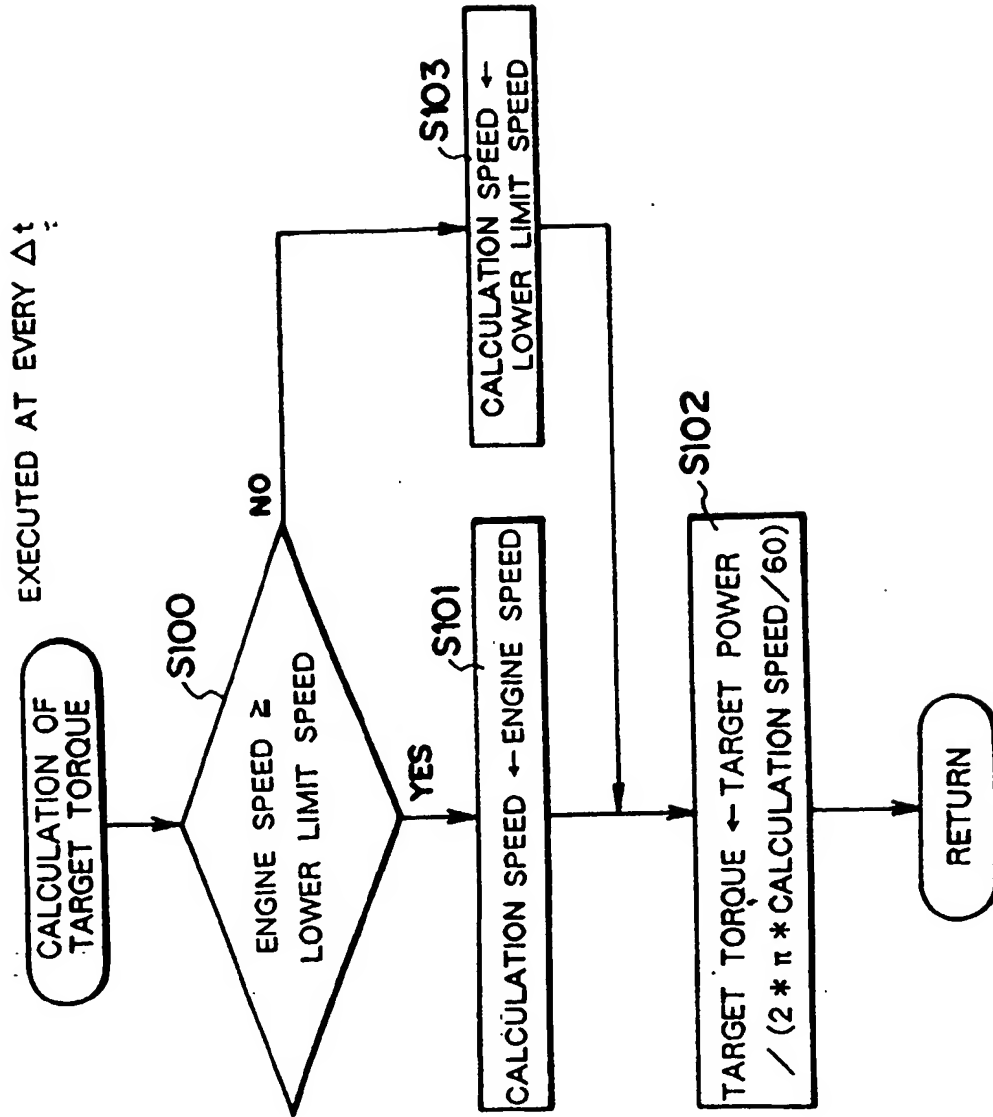 EXECUTED AT EVERY Δt
CALCULATION OF
TARGET TORQUE
S100
ENGINE SPEED ≥
LOWER LIMIT SPEED
NO
YES
S101
CALCULATION SPEED ← ENGINE SPEED
S103
CALCULATION SPEED ←
LOWER LIMIT SPEED
S102
TARGET TORQUE ← TARGET POWER
/ (2 * π * CALCULATION SPEED/60)
RETURN